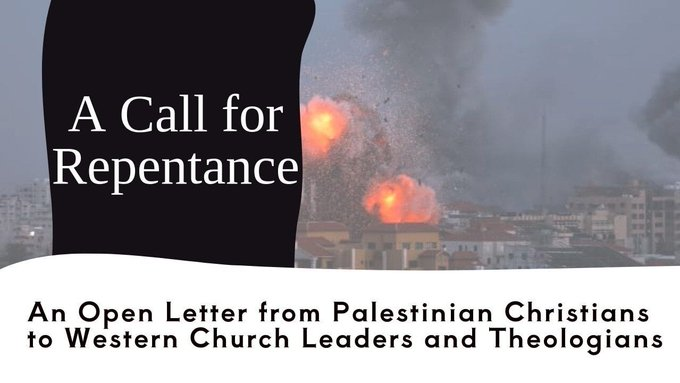 A Call for
Repentance
An Open Letter from Palestinian Christians
to Western Church Leaders and Theologians